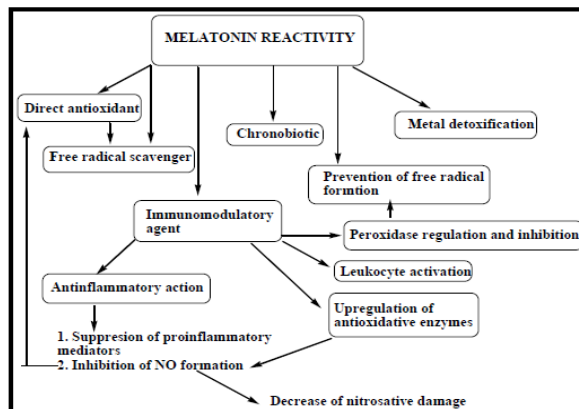 MELATONIN REACTIVITY
Direct antioxidant
Metal detoxification
Chronobiotic
Free radical scavenger
Prevention of free radical
formtion
Immunomodulatory
agent
Peroxidase regulation and inhibition
Leukocyte activation
Antinflammatory action
Upregulation of
antioxidative enzymes
1. Suppresion of proinflammatory
mediators
2. Inhibition of NO formation
Decrease of nitrosative damage